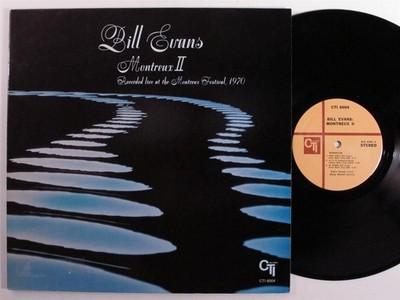 Bill Evans
Montreux II
Recorded live at the Montreux Festival, 1970
CTI
CTI 6004
CTI 6004
BILL EVANS:
MONTREUX II
CTI
STEREO